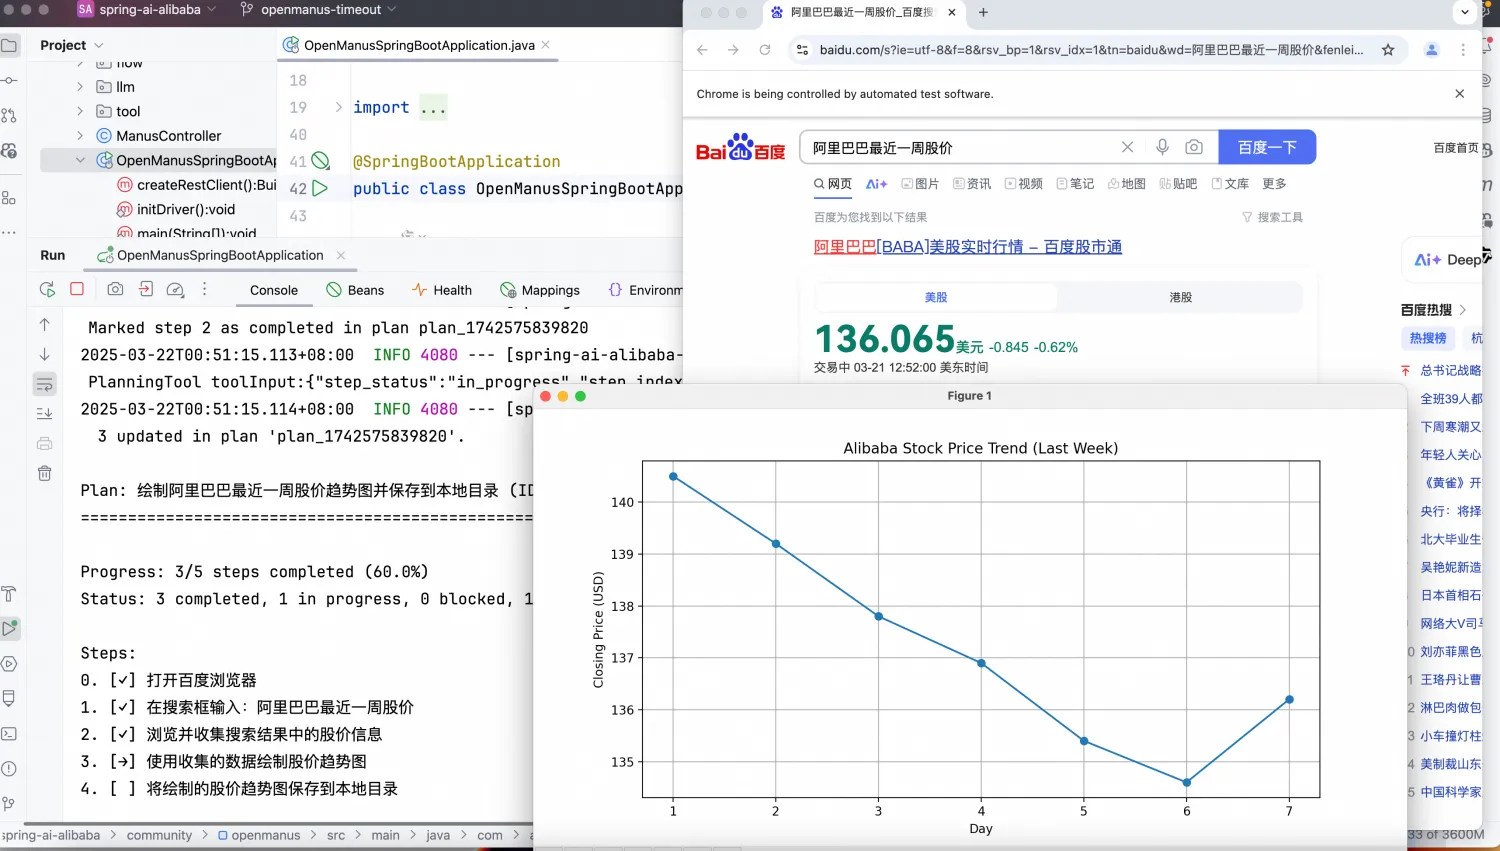 SA spring-ai-alibaba
openmanus-timeout
Project
OpenManusSpringBootApplication.java
llm
tool
ManusController
OpenManusSpringBootAp
createRestClient():Bui
initDriver():void
main(String[]):void
18
19 import ...
40
41 @SpringBootApplication
42 public class OpenManusSpringBootApp
43
Run
OpenManusSpringBootApplication
Console
Beans
Health
Mappings
Environm
Marked step 2 as completed in plan plan_1742575839820
2025-03-22T00:51:15.113+08:00 INFO 4080 --- [spring-ai-alibaba-
PlanningTool toolInput:{"step_status":"in_progress","step_index
2025-03-22T00:51:15.114+08:00 INFO 4080 --- [sp
3 updated in plan 'plan_1742575839820'.
Plan: 绘制阿里巴巴最近一周股价趋势图并保存到本地目录 (ID
================================================
Progress: 3/5 steps completed (60.0%)
Status: 3 completed, 1 in progress, 0 blocked, 1
Steps:
0. [✓] 打开百度浏览器
1. [✓] 在搜索框输入：阿里巴巴最近一周股价
2. [✓] 浏览并收集搜索结果中的股价信息
3. [→] 使用收集的数据绘制股价趋势图
4. [ ] 将绘制的股价趋势图保存到本地目录
spring-ai-alibaba > community > openmanus > src > main > java > com >
33 of 3600M
阿里巴巴最近一周股价_百度搜
baidu.com/s?ie=utf-8&f=8&rsv_bp=1&rsv_idx=1&tn=baidu&wd=阿里巴巴最近一周股价&fenlei...
Chrome is being controlled by automated test software.
Bai du 百度
阿里巴巴最近一周股价
百度一下
百度首页
网页
Ai+
图片
资讯
视频
笔记
地图
贴吧
文库
更多
百度为您找到以下结果
搜索工具
阿里巴巴[BABA]美股实时行情 – 百度股市通
美股
港股
136.065美元 -0.845 -0.62%
交易中 03-21 12:52:00 美东时间
Ai+ Deep
百度热搜 >
热搜榜
杭
总书记战略
全班39人都
下周寒潮又
年轻人关心
《黄雀》开
央行：将择
北大毕业生
吴艳妮新造
日本首相石
网络大V司马
0 刘亦菲黑色
1 王珞丹让曹
2 淋巴肉做包
3 小车撞灯柱
4 美制裁山东
5 中国科学家
Figure 1
Alibaba Stock Price Trend (Last Week)
Closing Price (USD)
140
139
138
137
136
135
1 2 3 4 5 6 7
Day